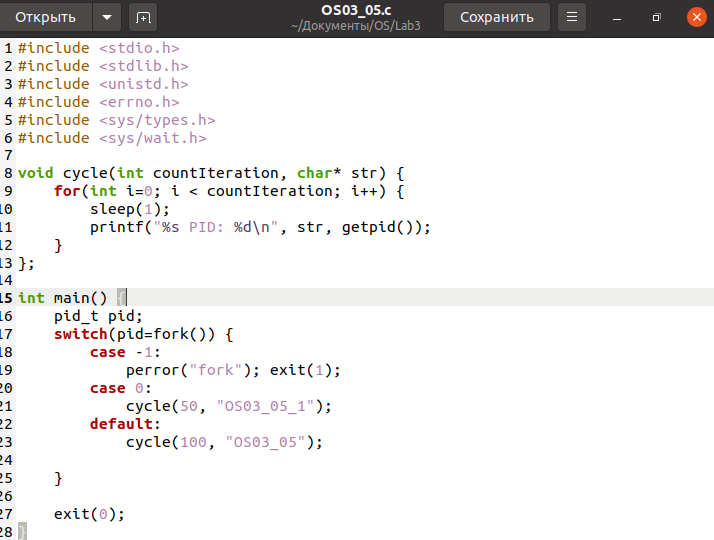 Открыть
OS03_05.c
~/Документы/OS/Lab3
Сохранить
1 #include <stdio.h>
2 #include <stdlib.h>
3 #include <unistd.h>
4 #include <errno.h>
5 #include <sys/types.h>
6 #include <sys/wait.h>
7
8 void cycle(int countIteration, char* str) {
9     for(int i=0; i < countIteration; i++) {
10         sleep(1);
11         printf("%s PID: %d\n", str, getpid());
12     }
13 };
14
15 int main() {
16     pid_t pid;
17     switch(pid=fork()) {
18         case -1:
19             perror("fork"); exit(1);
20         case 0:
21             cycle(50, "OS03_05_1");
22         default:
23             cycle(100, "OS03_05");
24
25     }
26
27     exit(0);
28 }